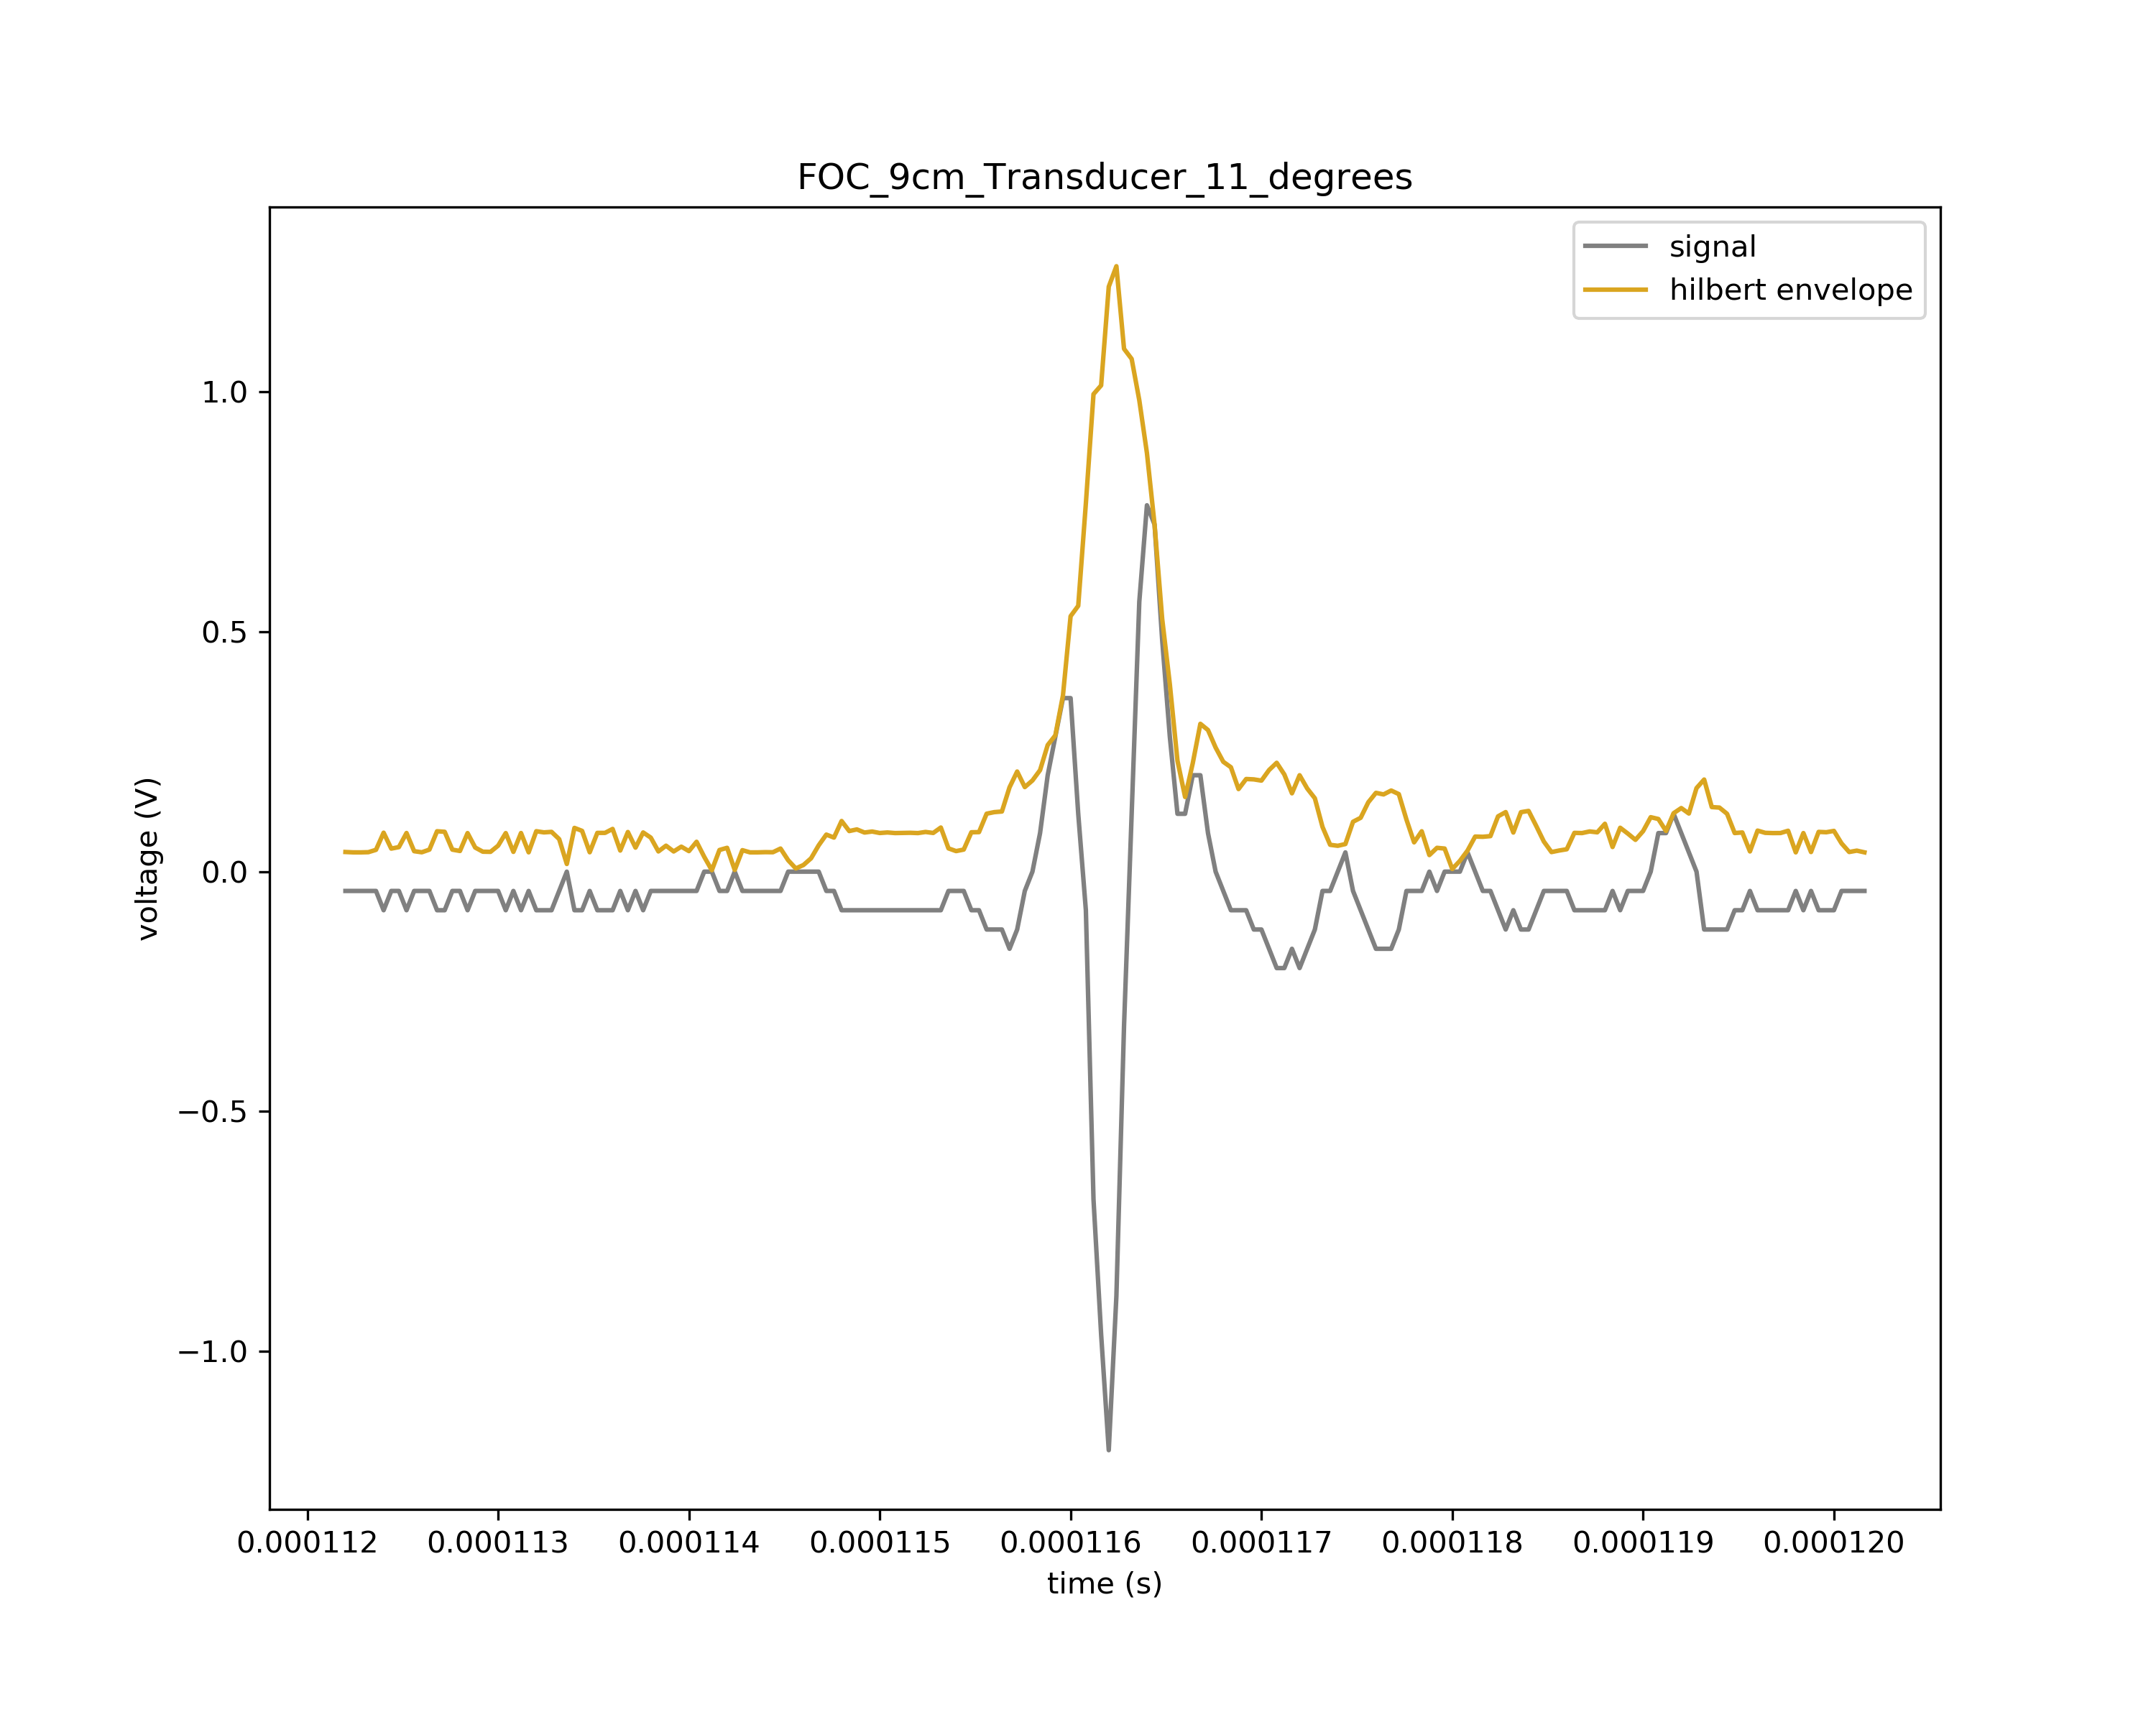 FOC_9cm_Transducer_11_degrees
signal
hilbert envelope
1.0
0.5
0.0
−0.5
−1.0
voltage (V)
0.000112 0.000113 0.000114 0.000115 0.000116 0.000117 0.000118 0.000119 0.000120
time (s)